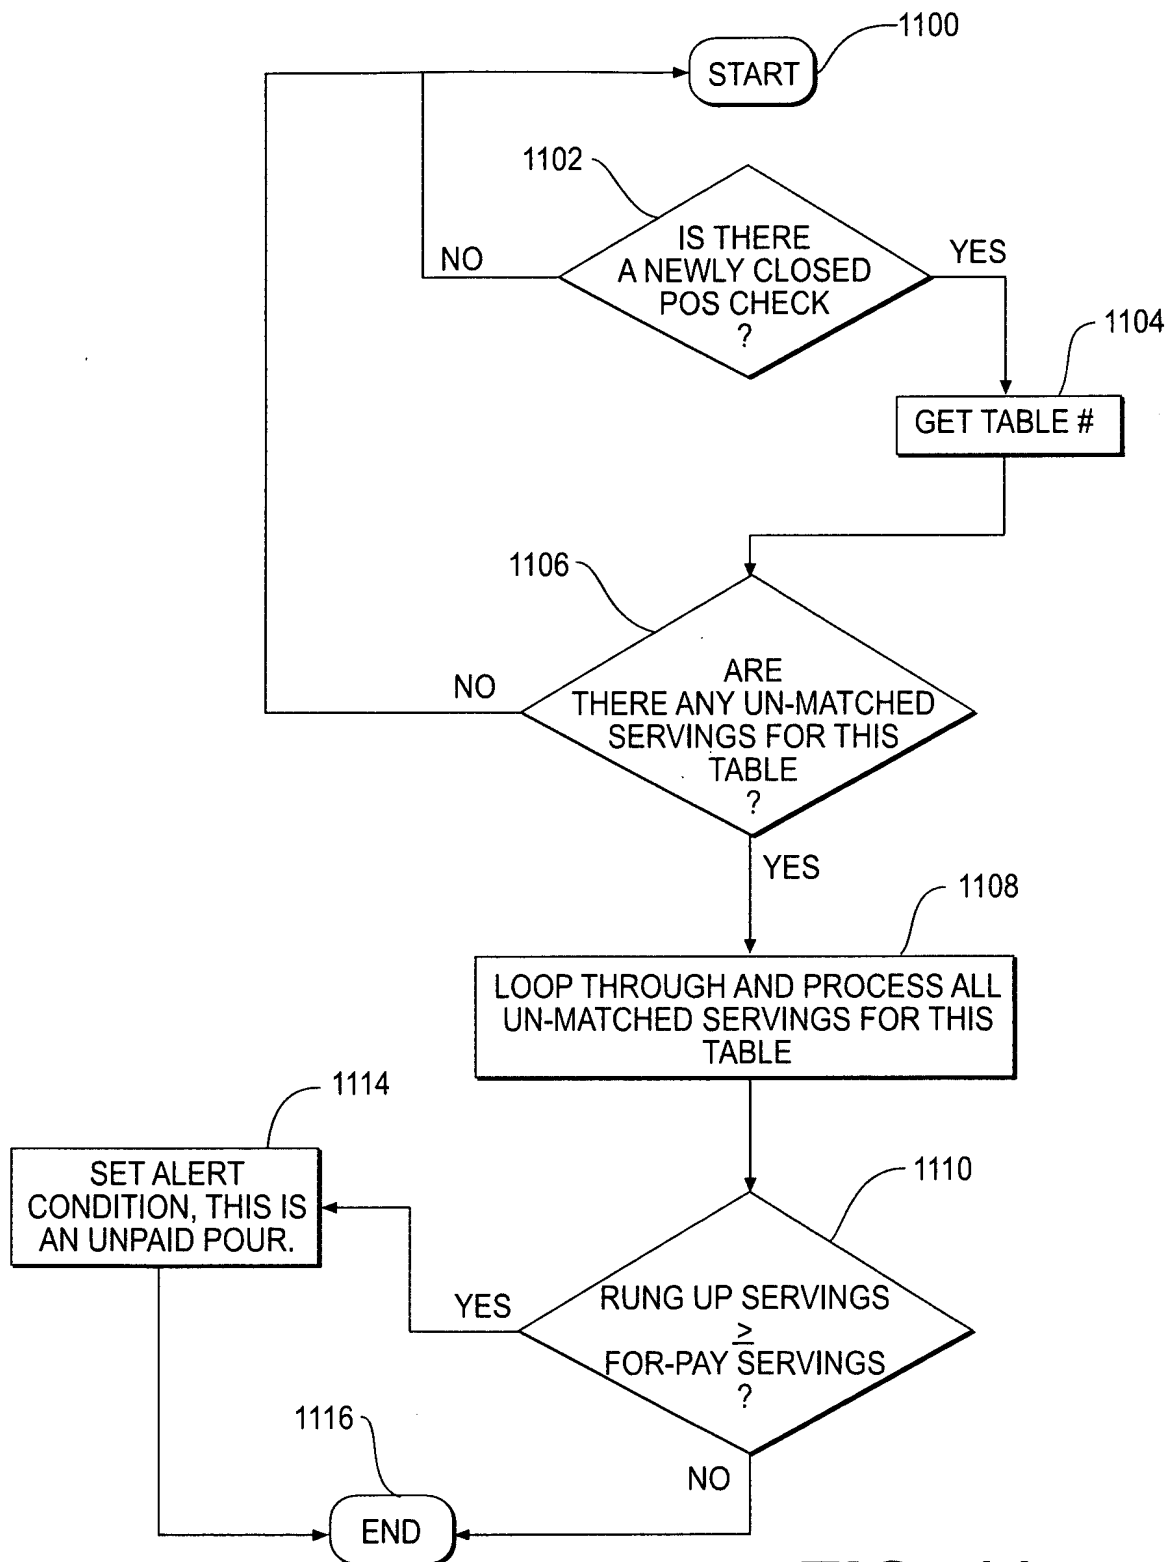 1100
START
1102
IS THERE
A NEWLY CLOSED
POS CHECK
?
NO
YES
1104
GET TABLE #
1106
ARE
THERE ANY UN-MATCHED
SERVINGS FOR THIS
TABLE
?
NO
YES
1108
LOOP THROUGH AND PROCESS ALL
UN-MATCHED SERVINGS FOR THIS
TABLE
1114
SET ALERT
CONDITION, THIS IS
AN UNPAID POUR.
1110
RUNG UP SERVINGS
≥
FOR-PAY SERVINGS
?
YES
NO
1116
END